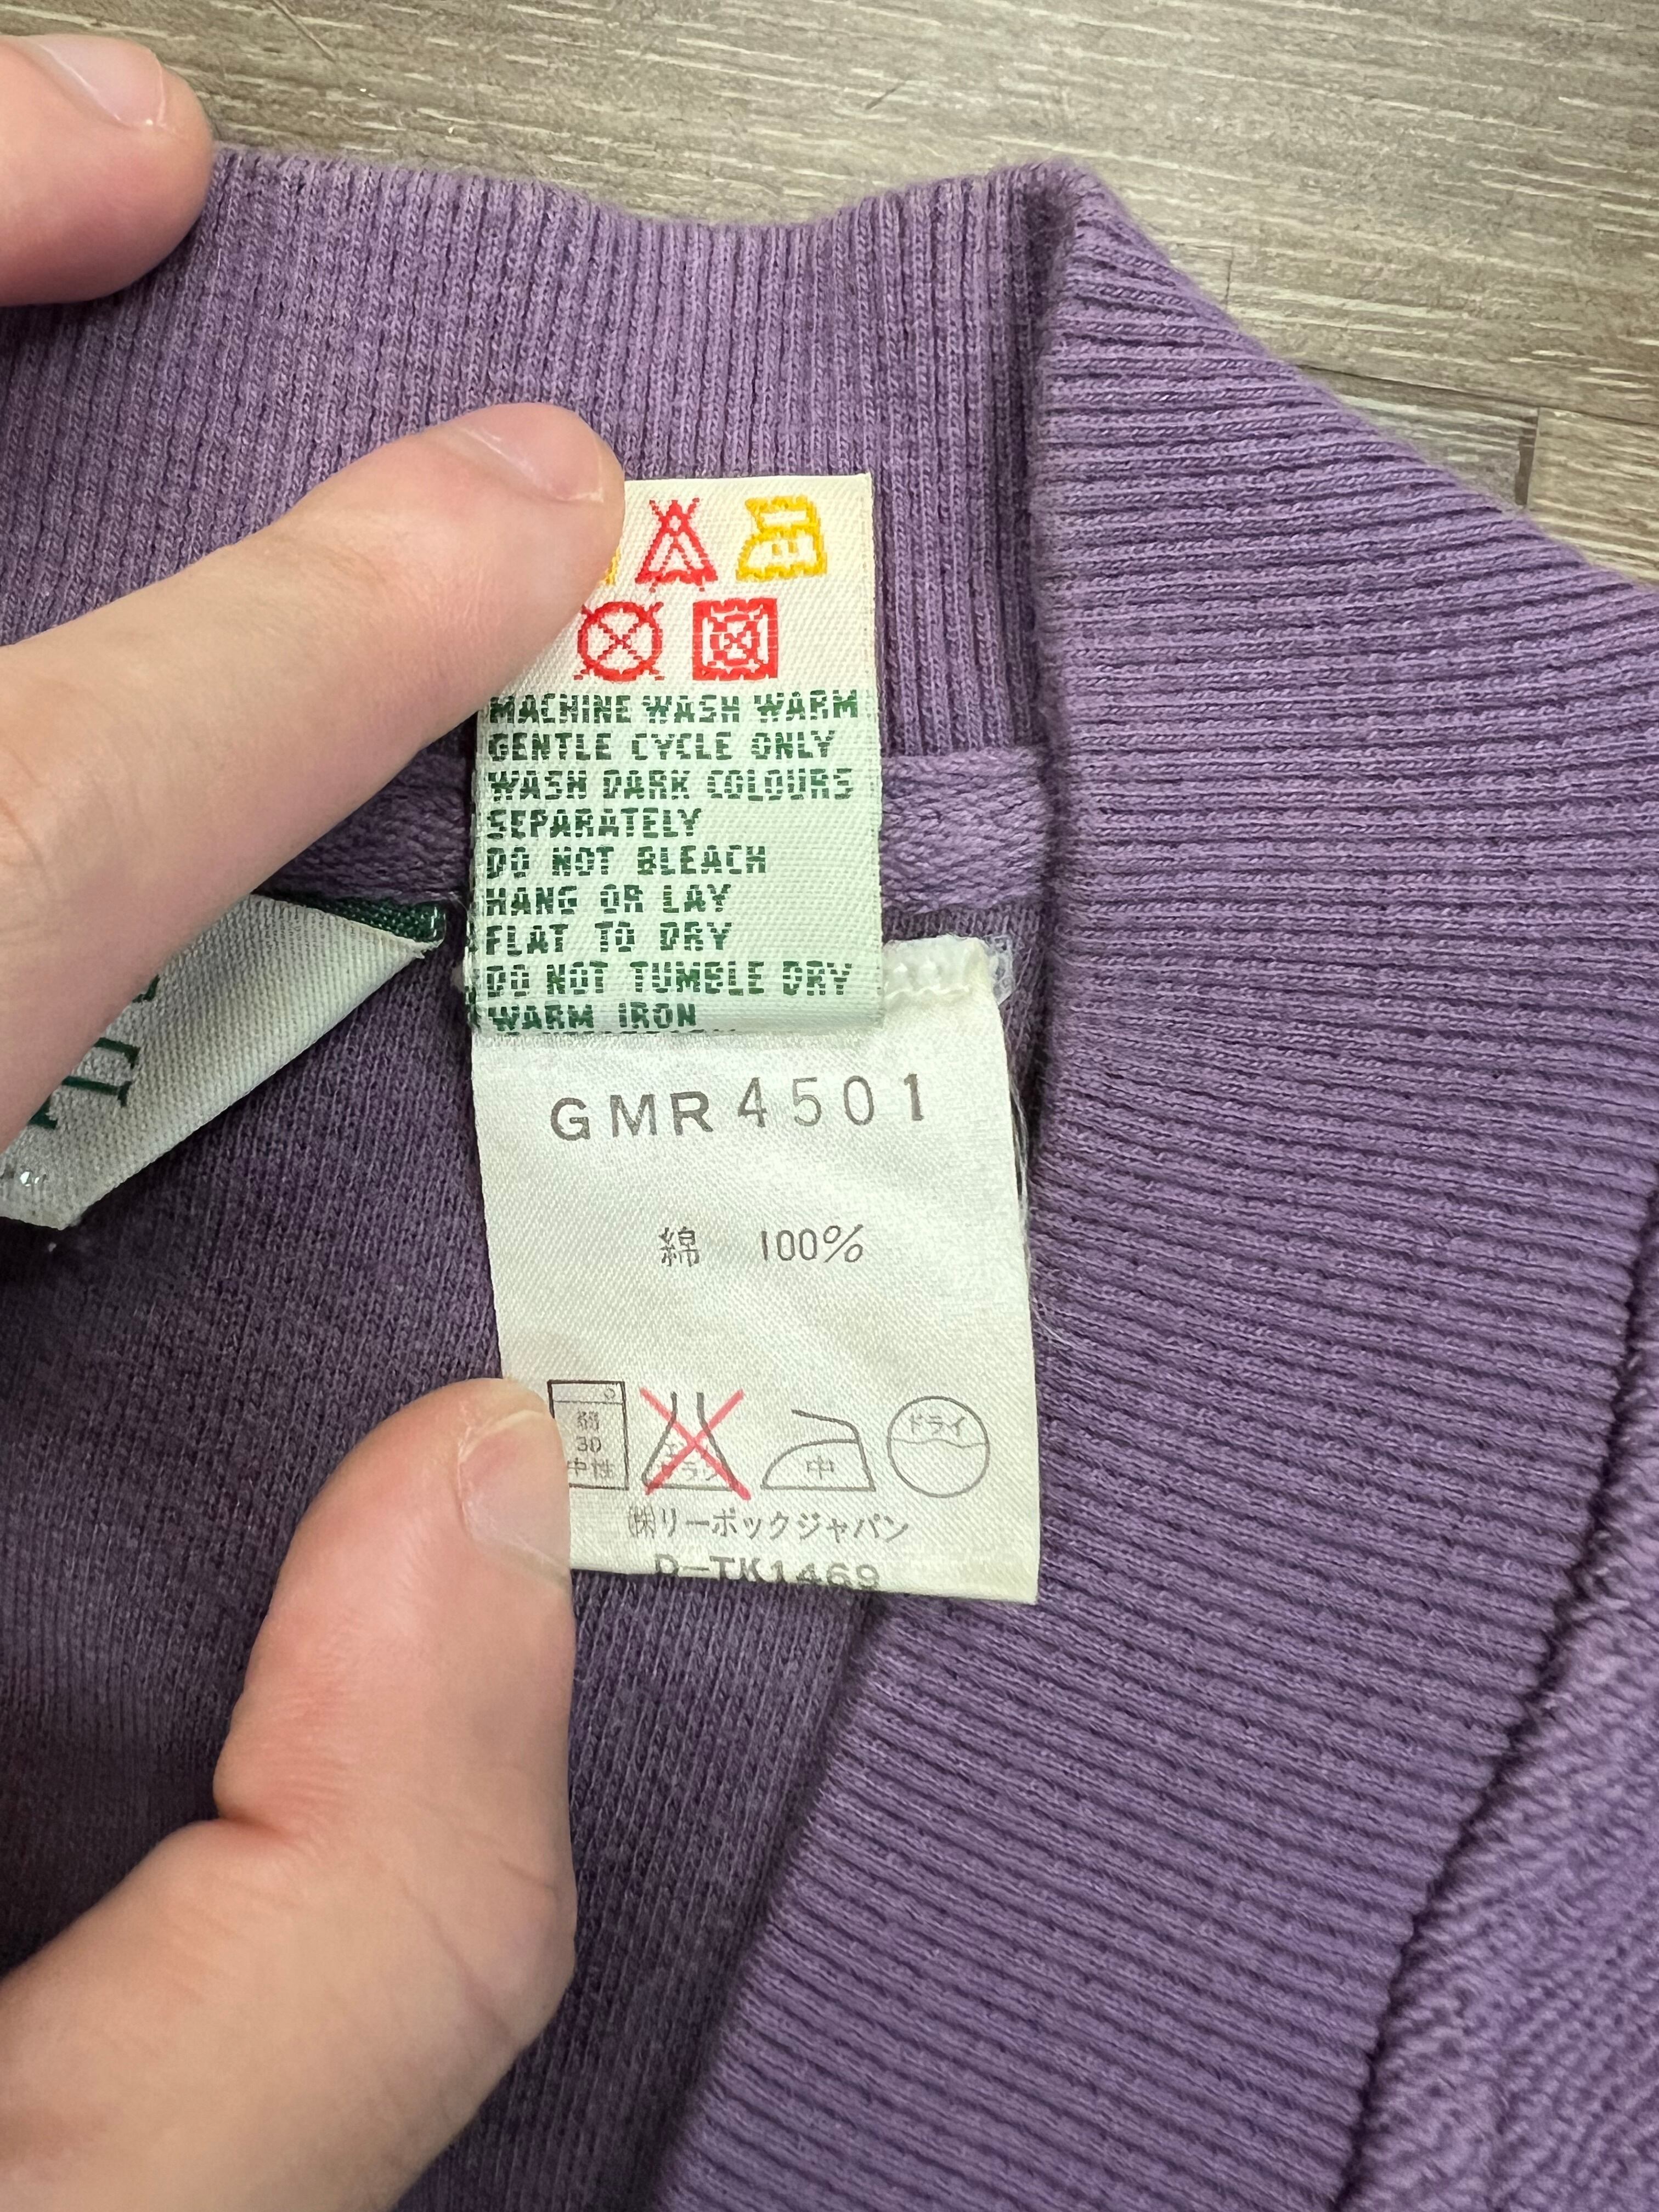 MACHINE WASH WARM
GENTLE CYCLE ONLY
WASH DARK COLOURS
SEPARATELY
DO NOT BLEACH
HANG OR LAY
FLAT TO DRY
DO NOT TUMBLE DRY
WARM IRON
GMR4501
綿 100%
弱
30
中性
中
ドライ
㈱リーボックジャパン
D-TK1469